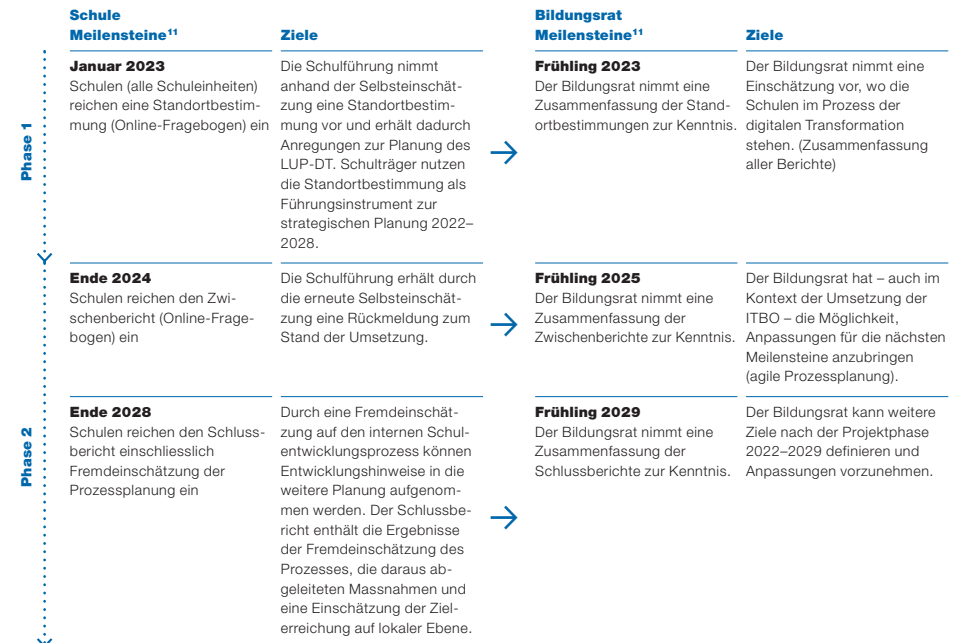 Schule
Meilensteine¹¹
Ziele
Bildungsrat
Meilensteine¹¹
Ziele
Phase 1
Januar 2023
Schulen (alle Schuleinheiten)
reichen eine Standortbestim-
mung (Online-Fragebogen) ein
Die Schulführung nimmt
anhand der Selbsteinschät-
zung eine Standortbestim-
mung vor und erhält dadurch
Anregungen zur Planung des
LUP-DT. Schulträger nutzen
die Standortbestimmung als
Führungsinstrument zur
strategischen Planung 2022–
2028.
Frühling 2023
Der Bildungsrat nimmt eine
Zusammenfassung der Stand-
ortbestimmungen zur Kenntnis.
Der Bildungsrat nimmt eine
Einschätzung vor, wo die
Schulen im Prozess der
digitalen Transformation
stehen. (Zusammenfassung
aller Berichte)
Phase 2
Ende 2024
Schulen reichen den Zwi-
schenbericht (Online-Frage-
bogen) ein
Die Schulführung erhält durch
die erneute Selbsteinschät-
zung eine Rückmeldung zum
Stand der Umsetzung.
Frühling 2025
Der Bildungsrat nimmt eine
Zusammenfassung der
Zwischenberichte zur Kenntnis.
Der Bildungsrat hat – auch im
Kontext der Umsetzung der
ITBO – die Möglichkeit,
Anpassungen für die nächsten
Meilensteine anzubringen
(agile Prozessplanung).
Ende 2028
Schulen reichen den Schluss-
bericht einschliesslich
Fremdeinschätzung der
Prozessplanung ein
Durch eine Fremdeinschät-
zung auf den internen Schul-
entwicklungsprozess können
Entwicklungshinweise in die
weitere Planung aufgenom-
men werden. Der Schlussbe-
richt enthält die Ergebnisse
der Fremdeinschätzung des
Prozesses, die daraus ab-
geleiteten Massnahmen und
eine Einschätzung der Ziel-
erreichung auf lokaler Ebene.
Frühling 2029
Der Bildungsrat nimmt eine
Zusammenfassung der
Schlussberichte zur Kenntnis.
Der Bildungsrat kann weitere
Ziele nach der Projektphase
2022–2029 definieren und
Anpassungen vorzunehmen.